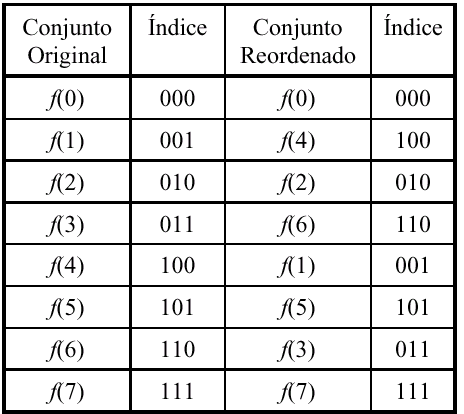 Conjunto Original Índice Conjunto Reordenado Índice
f(0) 000 f(0) 000
f(1) 001 f(4) 100
f(2) 010 f(2) 010
f(3) 011 f(6) 110
f(4) 100 f(1) 001
f(5) 101 f(5) 101
f(6) 110 f(3) 011
f(7) 111 f(7) 111